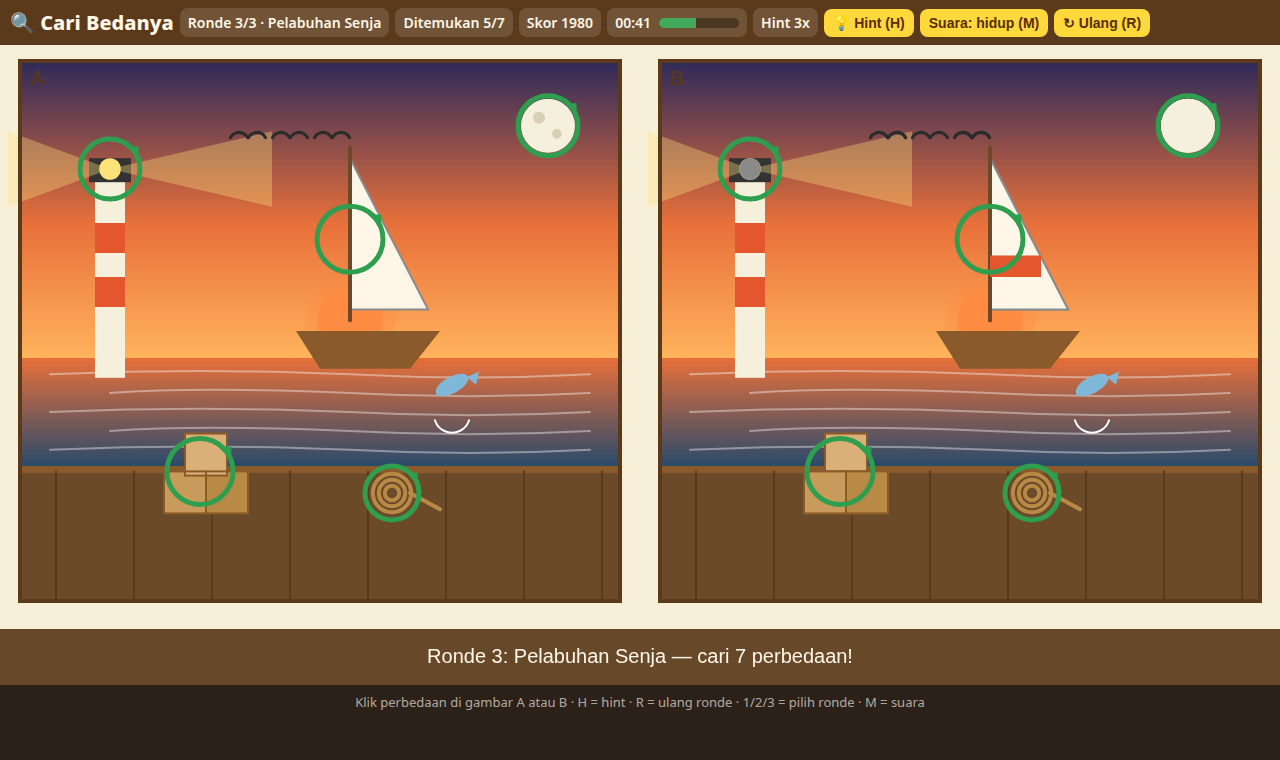 🔍 Cari Bedanya
Ronde 3/3 · Pelabuhan Senja
Ditemukan 5/7
Skor 1980
00:41
Hint 3x
💡 Hint (H)
Suara: hidup (M)
↻ Ulang (R)
A
B
Ronde 3: Pelabuhan Senja — cari 7 perbedaan!
Klik perbedaan di gambar A atau B · H = hint · R = ulang ronde · 1/2/3 = pilih ronde · M = suara